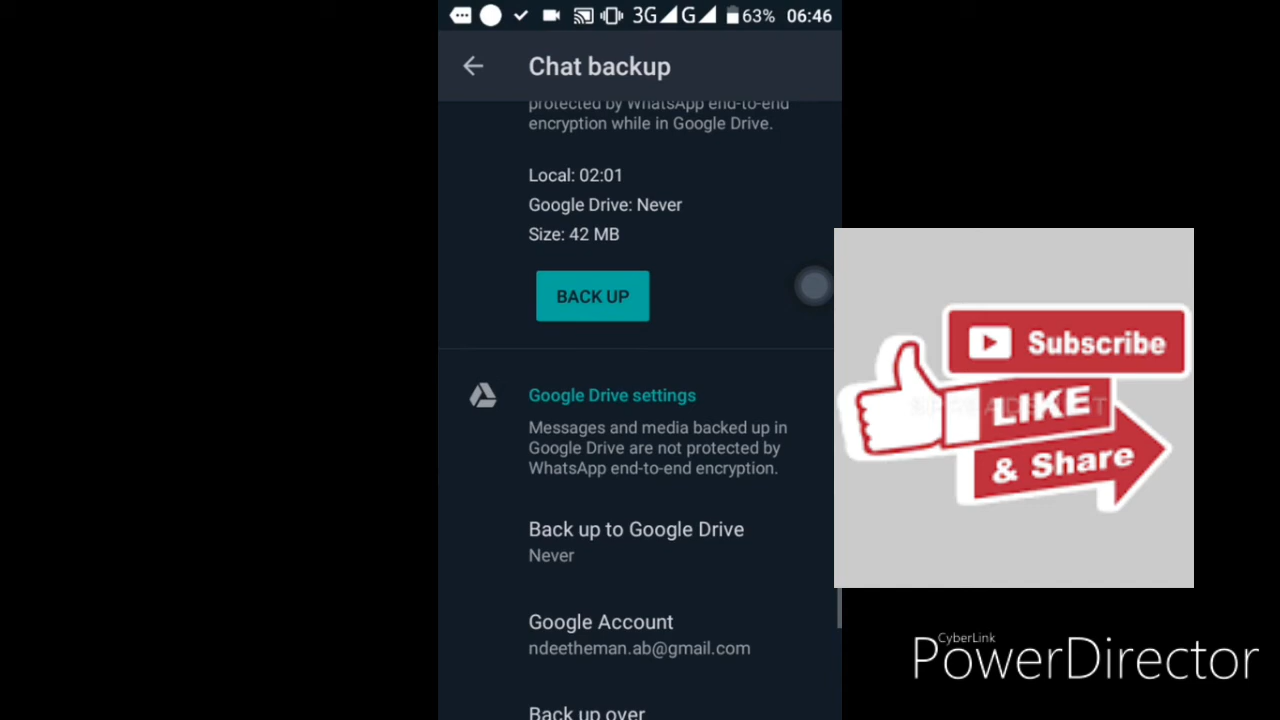 3G G 63% 06:46
Chat backup
protected by WhatsApp end-to-end
encryption while in Google Drive.
Local: 02:01
Google Drive: Never
Size: 42 MB
BACK UP
Google Drive settings
Messages and media backed up in
Google Drive are not protected by
WhatsApp end-to-end encryption.
Back up to Google Drive
Never
Google Account
ndeetheman.ab@gmail.com
Back up over
Subscribe
LIKE
& Share
CyberLink
PowerDirector